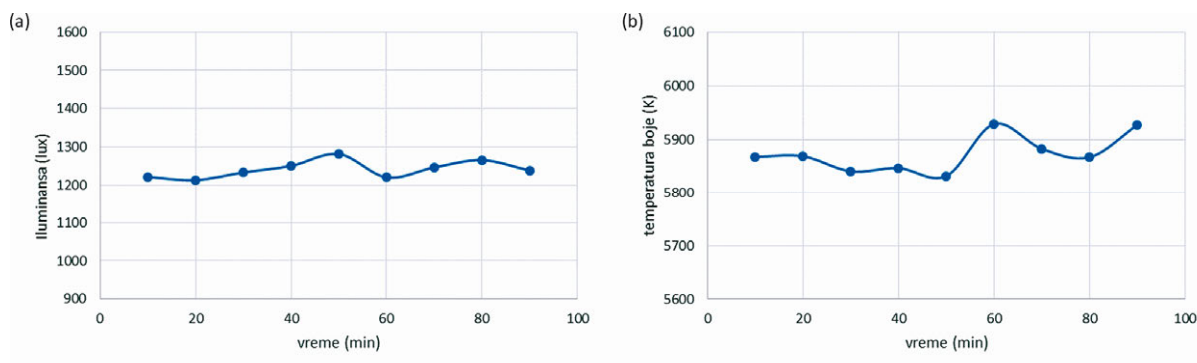 (a)
1600
1500
1400
1300
1200
1100
1000
900
Iluminansa (lux)
0 20 40 60 80 100
vreme (min)
(b)
6100
6000
5900
5800
5700
5600
temperatura boje (K)
0 20 40 60 80 100
vreme (min)